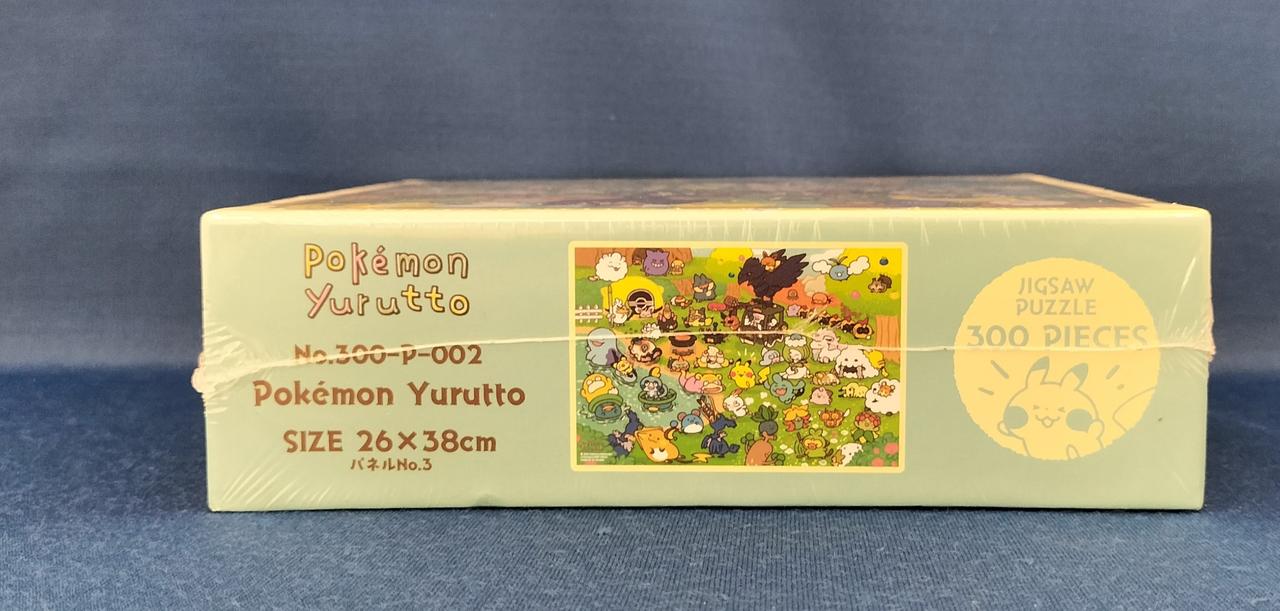 Pokémon
Yurutto
No.300-P-002
Pokémon Yurutto
SIZE 26×38cm
パネルNo.3
JIGSAW
PUZZLE
300 PIECES